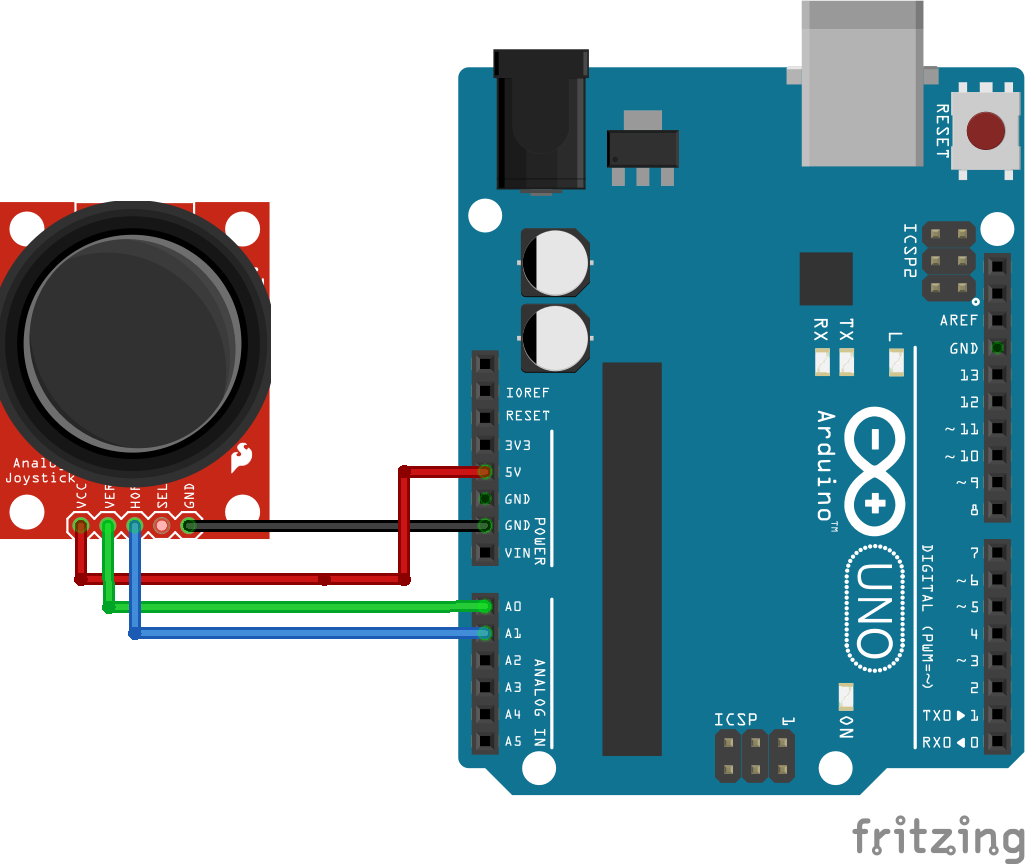 Analog
Joystick
VCC
VER
HOR
SEL
GND
IOREF
RESET
3V3
5V
GND
GND
VIN
POWER
A0
A1
A2
A3
A4
A5
ANALOG IN
RESET
ICSP2
RX
TX
L
AREF
GND
13
12
~11
~10
~9
8
Arduino™
UNO
7
~6
~5
4
~3
2
TX0▶1
RX0◀0
DIGITAL (PWM=~)
ICSP
1
ON
fritzing